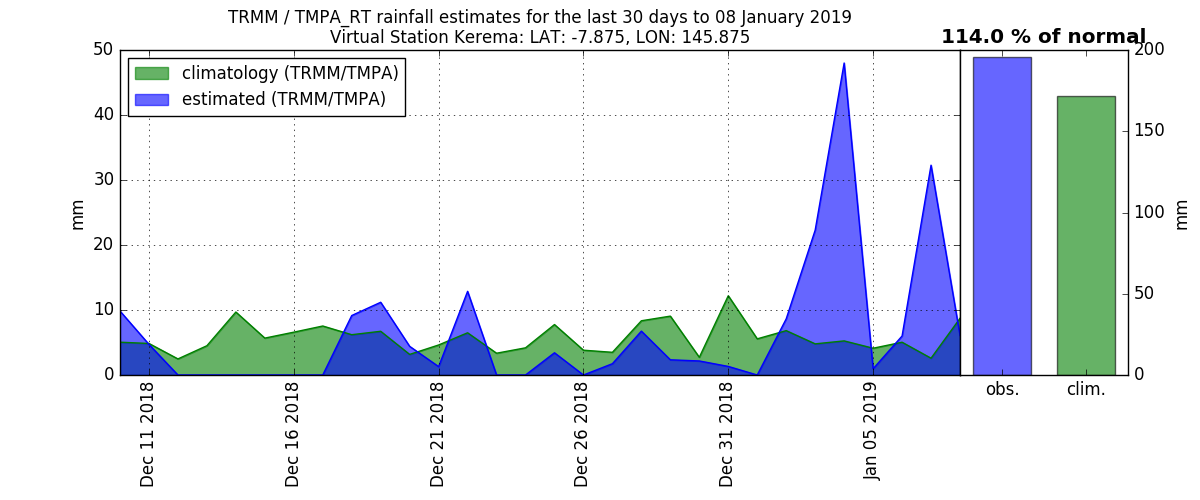 TRMM / TMPA_RT rainfall estimates for the last 30 days to 08 January 2019
Virtual Station Kerema: LAT: -7.875, LON: 145.875
114.0 % of normal
climatology (TRMM/TMPA)
estimated (TRMM/TMPA)
50
40
30
20
10
0
mm
Dec 11 2018
Dec 16 2018
Dec 21 2018
Dec 26 2018
Dec 31 2018
Jan 05 2019
obs.
clim.
200
150
100
50
0
mm